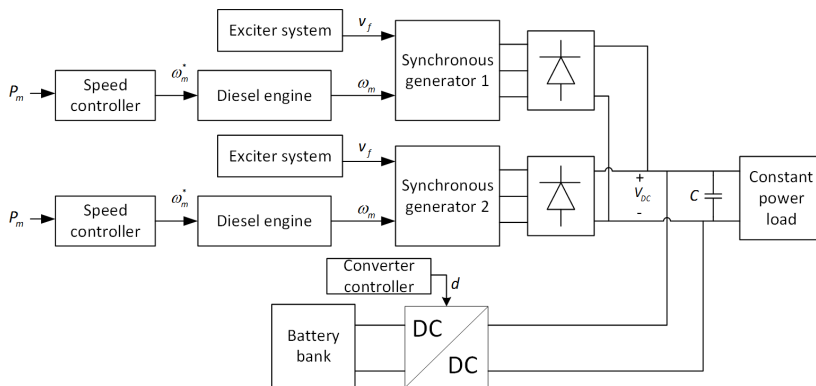 Exciter system
v_f
P_m
Speed
controller
ω_m^*
Diesel engine
ω_m
Synchronous
generator 1
Exciter system
v_f
P_m
Speed
controller
ω_m^*
Diesel engine
ω_m
Synchronous
generator 2
+
V_DC
-
C
Constant
power
load
Converter
controller
d
Battery
bank
DC
DC